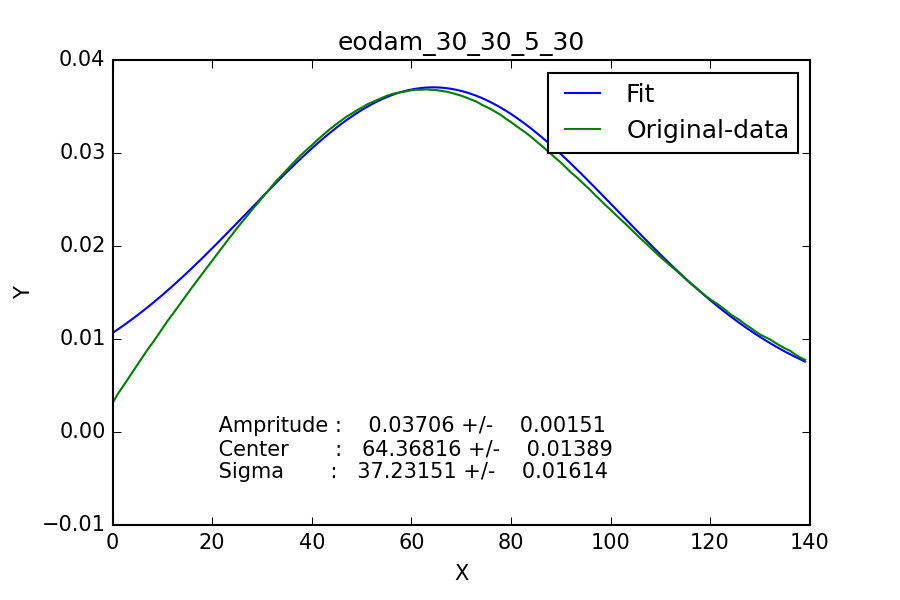 eodam_30_30_5_30
0.04
0.03
0.02
0.01
0.00
−0.01
Y
Fit
Original-data
Ampritude : 0.03706 +/- 0.00151
Center : 64.36816 +/- 0.01389
Sigma : 37.23151 +/- 0.01614
0 20 40 60 80 100 120 140
X